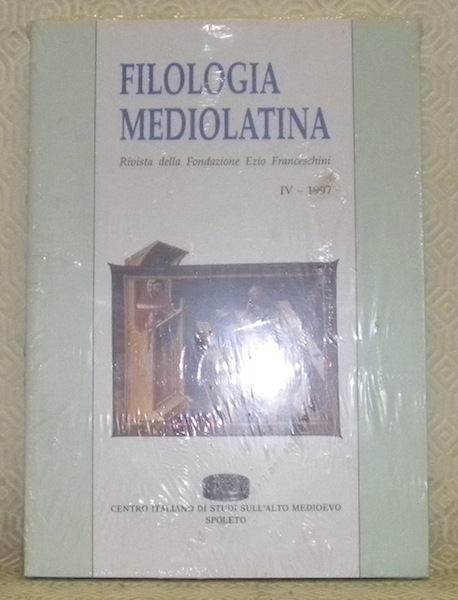 FILOLOGIA
MEDIOLATINA
Rivista della Fondazione Ezio Franceschini
IV – 1997
CENTRO ITALIANO DI STUDI SULL'ALTO MEDIOEVO
SPOLETO